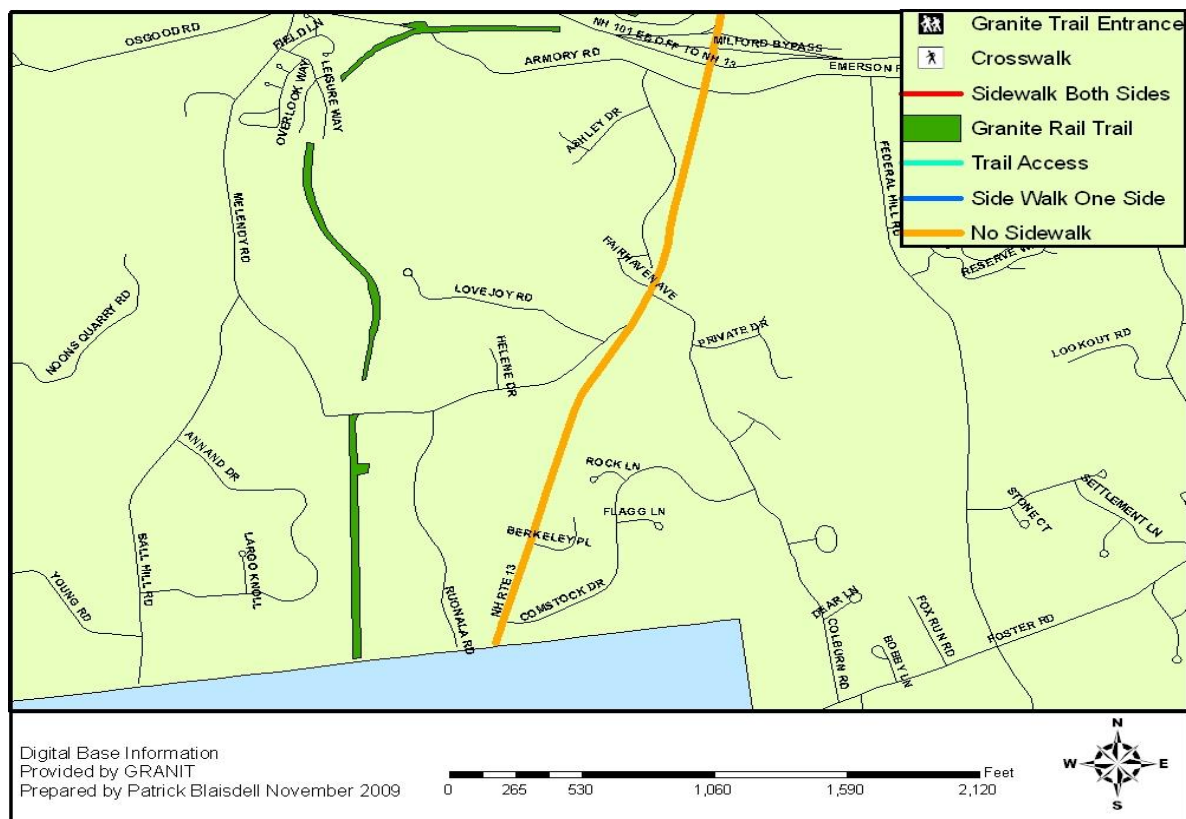 OSGOOD RD
FIELD LN
OVERLOOK WAY
LEISURE WAY
NH 101 EB OFF TO NH 13
MILFORD BYPASS
ARMORY RD
EMERSON
ASHLEY DR
FEDERAL HILL RD
MELENDY RD
FAIRHAVEN AVE
RESERVE
NOONS QUARRY RD
LOVEJOY RD
PRIVATE DR
LOOKOUT RD
HELENE DR
ANNAND DR
ROCK LN
FLAGG LN
STONE CT
SETTLEMENT LN
BALL HILL RD
LAROO KNOLL
BERKELEY PL
YOUNG RD
RUONALA RD
NH RTE 13
COMSTOCK DR
DEAR LN
COLBURN RD
BOBBY LN
FOX RUN RD
FOSTER RD
Granite Trail Entrance
Crosswalk
Sidewalk Both Sides
Granite Rail Trail
Trail Access
Side Walk One Side
No Sidewalk
Digital Base Information
Provided by GRANIT
Prepared by Patrick Blaisdell November 2009
Feet
0 265 530 1,060 1,590 2,120
N
W E
S